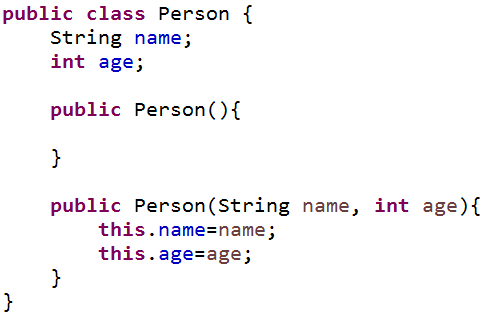 public class Person {
    String name;
    int age;

    public Person(){

    }

    public Person(String name, int age){
        this.name=name;
        this.age=age;
    }
}